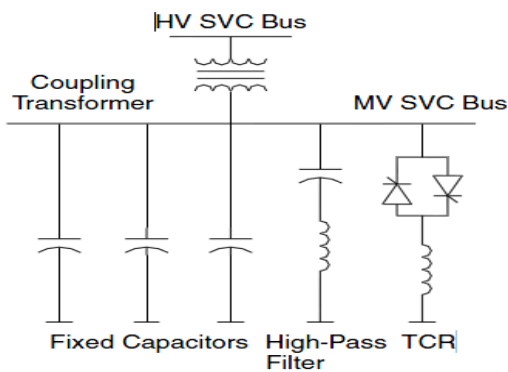 HV SVC Bus
Coupling
Transformer
MV SVC Bus
Fixed Capacitors
High-Pass
Filter
TCR